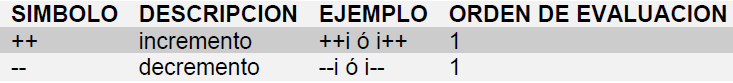 SIMBOLO DESCRIPCION EJEMPLO ORDEN DE EVALUACION
++ incremento ++i ó i++ 1
-- decremento --i ó i-- 1